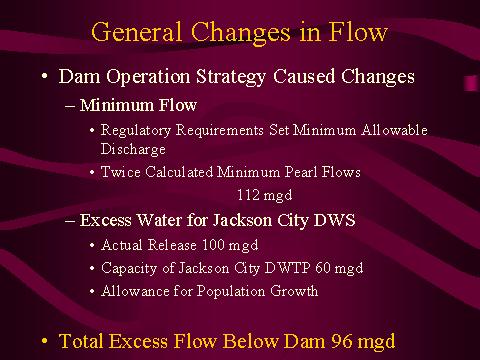 General Changes in Flow
• Dam Operation Strategy Caused Changes
– Minimum Flow
• Regulatory Requirements Set Minimum Allowable
Discharge
• Twice Calculated Minimum Pearl Flows
112 mgd
– Excess Water for Jackson City DWS
• Actual Release 100 mgd
• Capacity of Jackson City DWTP 60 mgd
• Allowance for Population Growth
• Total Excess Flow Below Dam 96 mgd